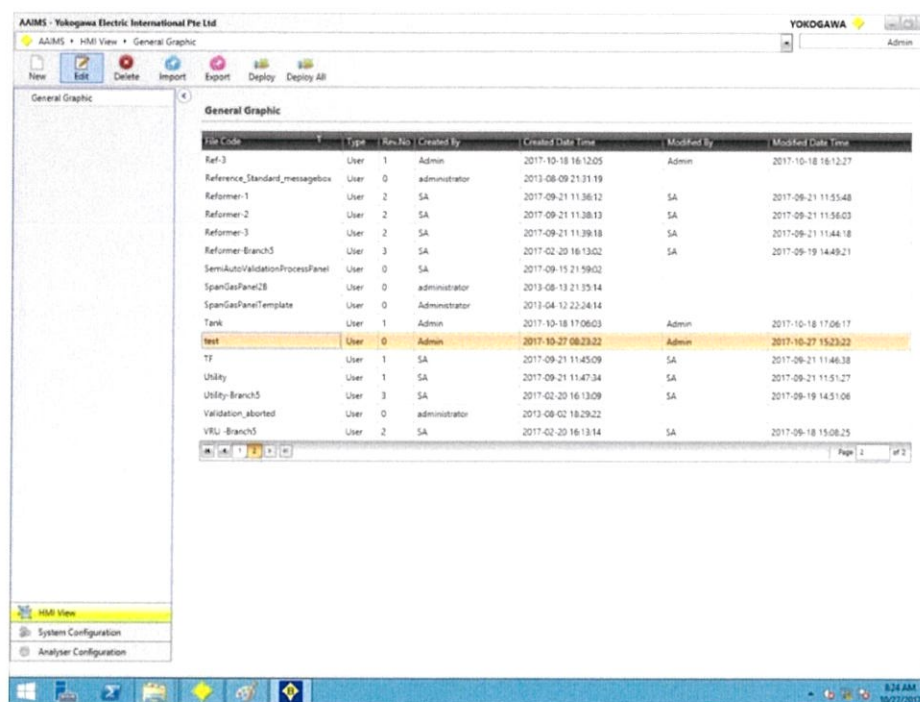 AAIMS - Yokogawa Electric International Pte Ltd
YOKOGAWA
AAIMS • HMI View • General Graphic
Admin
New Edit Delete Import Export Deploy Deploy All
General Graphic
General Graphic
File Code Type Rev.No Created By Created Date Time Modified By Modified Date Time
Ref-3 User 1 Admin 2017-10-18 16:12:05 Admin 2017-10-18 16:12:27
Reference_Standard_messagebox User 0 administrator 2013-08-09 21:31:19
Reformer-1 User 2 SA 2017-09-21 11:36:12 SA 2017-09-21 11:55:48
Reformer-2 User 2 SA 2017-09-21 11:38:13 SA 2017-09-21 11:56:03
Reformer-3 User 2 SA 2017-09-21 11:39:18 SA 2017-09-21 11:44:18
Reformer-Branch5 User 3 SA 2017-02-20 16:13:02 SA 2017-09-19 14:49:21
SemiAutoValidationProcessPanel User 0 SA 2017-09-15 21:59:02
SpanGasPanel2B User 0 administrator 2013-08-13 21:35:14
SpanGasPanelTemplate User 0 Administrator 2013-04-12 22:24:14
Tank User 1 Admin 2017-10-18 17:06:03 Admin 2017-10-18 17:06:17
test User 0 Admin 2017-10-27 08:23:22 Admin 2017-10-27 15:23:22
TF User 1 SA 2017-09-21 11:45:09 SA 2017-09-21 11:46:38
Utility User 1 SA 2017-09-21 11:47:34 SA 2017-09-21 11:51:27
Utility-Branch5 User 3 SA 2017-02-20 16:13:09 SA 2017-09-19 14:51:06
Validation_aborted User 0 administrator 2013-08-02 18:29:22
VRU -Branch5 User 2 SA 2017-02-20 16:13:14 SA 2017-09-18 15:08:25
1 2 Page 2 of 2
HMI View
System Configuration
Analyser Configuration
8:24 AM
10/27/201